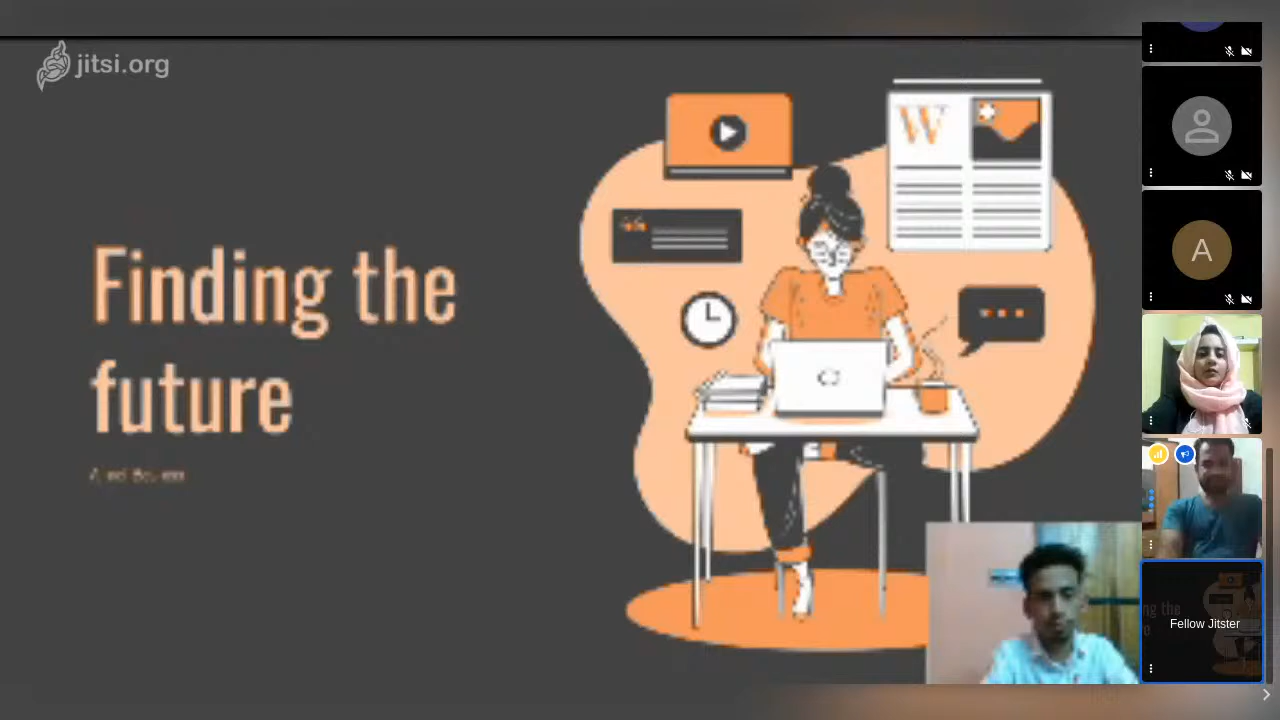 jitsi.org
W
Finding the
future
A
Fellow Jitster